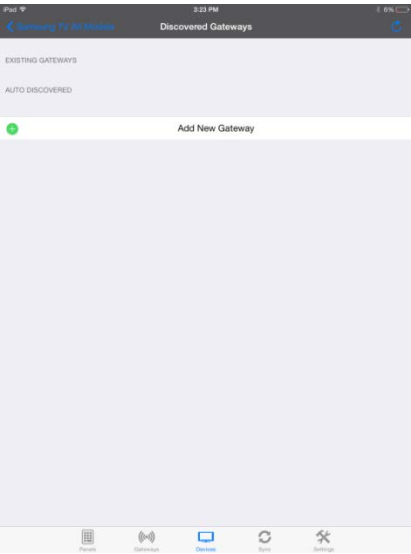 iPad 3:23 PM 6%
Samsung TV All Models Discovered Gateways
EXISTING GATEWAYS
AUTO DISCOVERED
Add New Gateway
Panels Gateways Devices Sync Settings